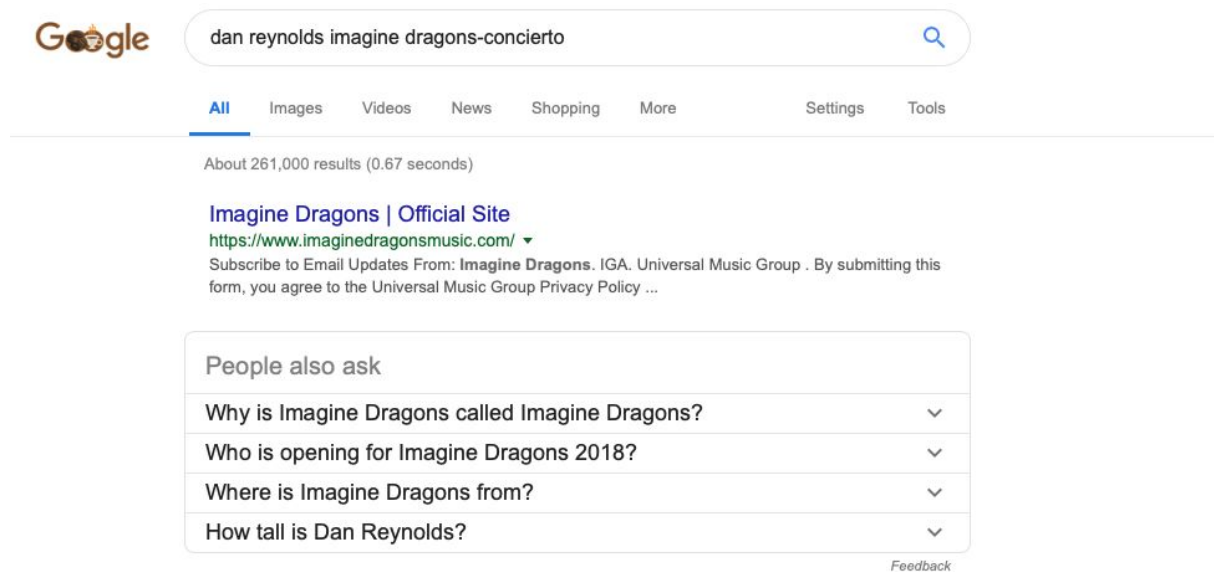 Google
dan reynolds imagine dragons-concierto
All Images Videos News Shopping More Settings Tools
About 261,000 results (0.67 seconds)
Imagine Dragons | Official Site
https://www.imaginedragonsmusic.com/
Subscribe to Email Updates From: Imagine Dragons. IGA. Universal Music Group . By submitting this
form, you agree to the Universal Music Group Privacy Policy ...
People also ask
Why is Imagine Dragons called Imagine Dragons?
Who is opening for Imagine Dragons 2018?
Where is Imagine Dragons from?
How tall is Dan Reynolds?
Feedback